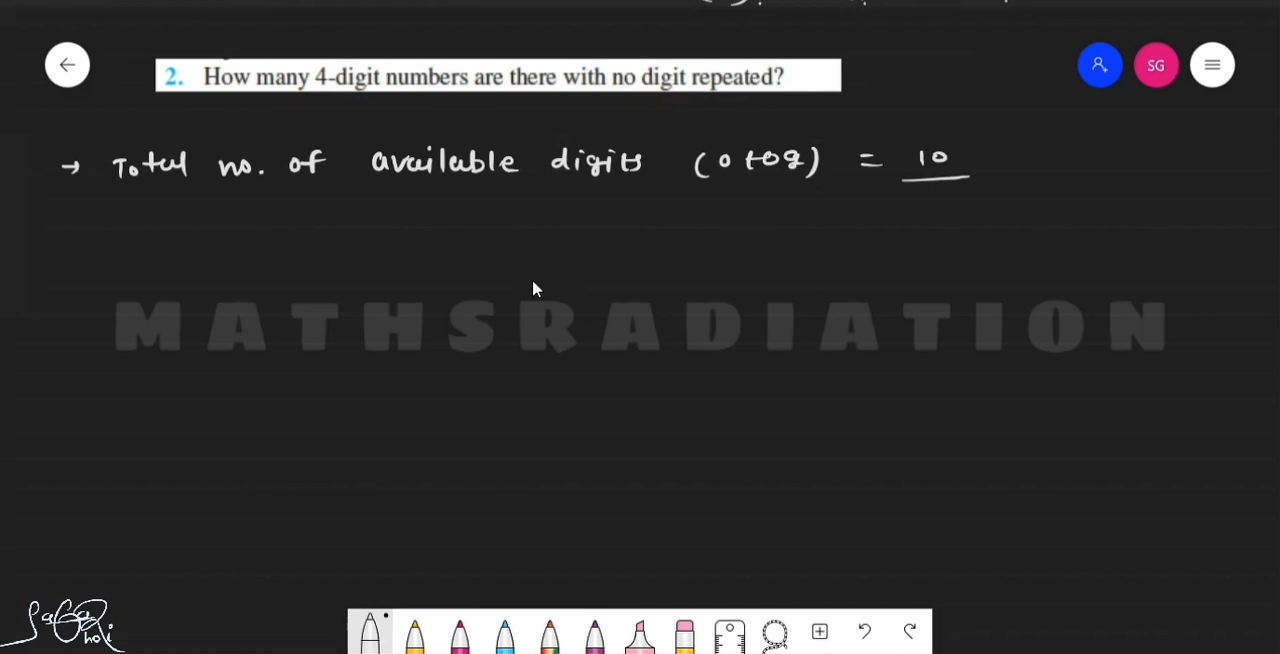 2. How many 4-digit numbers are there with no digit repeated?
SG
→ Total no. of available digits (0 to 9) = 10
MATHSRADIATION